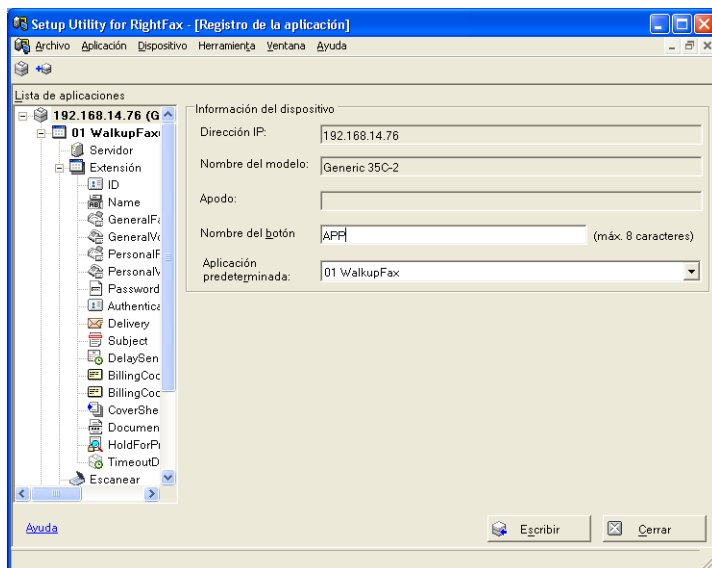 Setup Utility for RightFax - [Registro de la aplicación]
Archivo Aplicación Dispositivo Herramienta Ventana Ayuda
Lista de aplicaciones
192.168.14.76 (G
01 WalkupFax
Servidor
Extensión
ID
Name
GeneralFa
GeneralVo
PersonalF
PersonalV
Password
Authentica
Delivery
Subject
DelaySen
BillingCod
BillingCod
CoverShe
Documen
HoldForPr
TimeoutD
Escanear
Información del dispositivo
Dirección IP: 192.168.14.76
Nombre del modelo: Generic 35C-2
Apodo:
Nombre del botón APP (máx. 8 caracteres)
Aplicación predeterminada: 01 WalkupFax
Ayuda
Escribir Cerrar